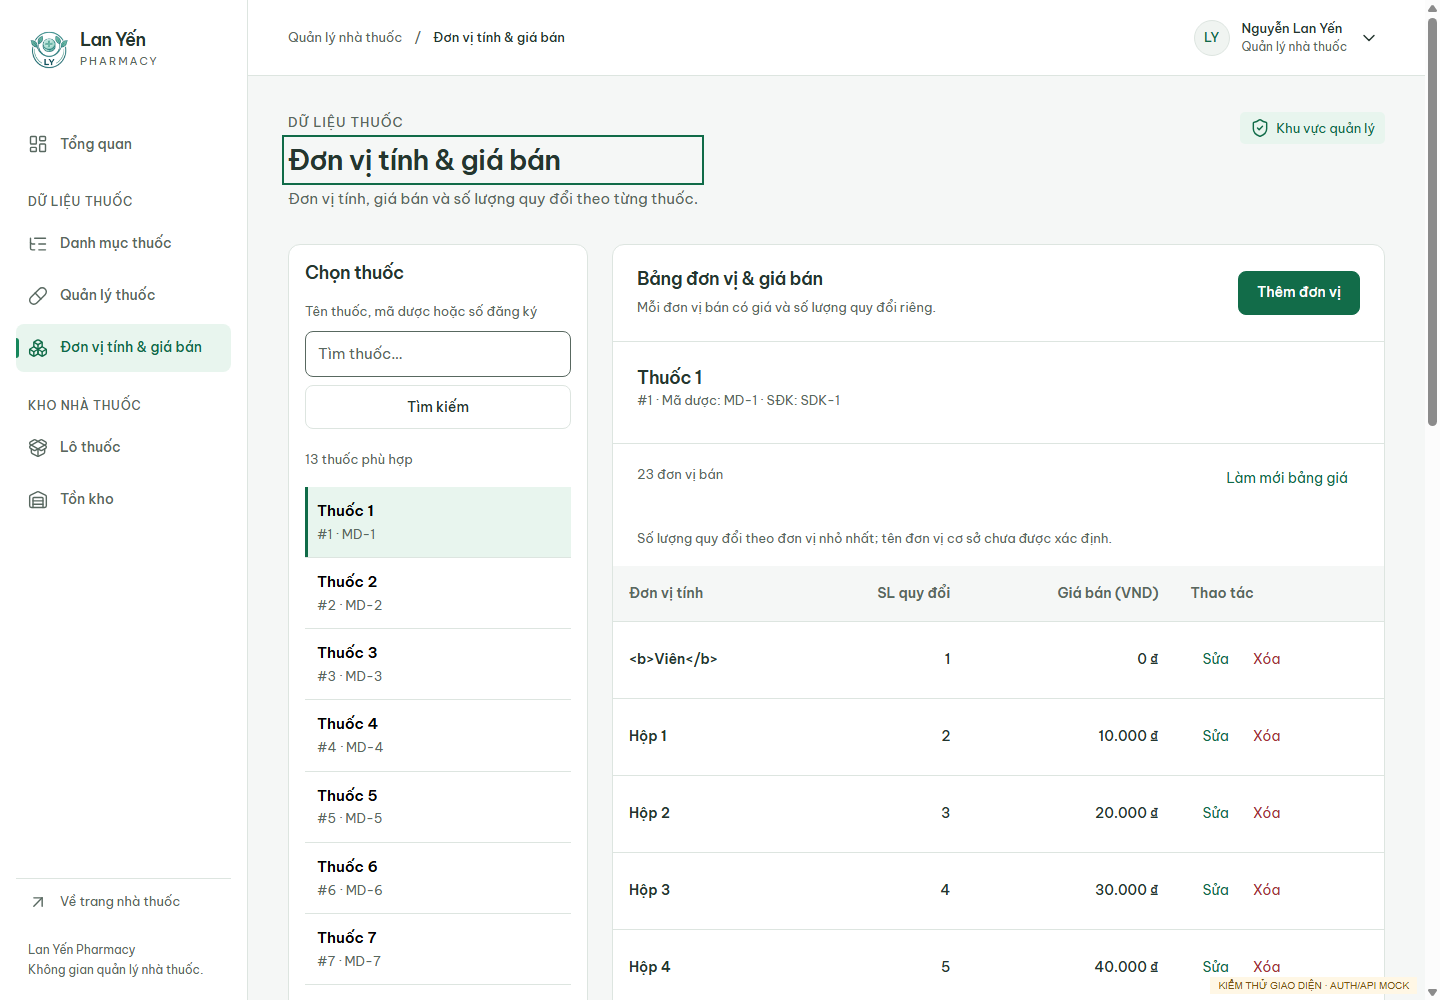 Lan Yến
PHARMACY
LY
Tổng quan
DỮ LIỆU THUỐC
Danh mục thuốc
Quản lý thuốc
Đơn vị tính & giá bán
KHO NHÀ THUỐC
Lô thuốc
Tồn kho
Về trang nhà thuốc
Lan Yến Pharmacy
Không gian quản lý nhà thuốc.
Quản lý nhà thuốc / Đơn vị tính & giá bán
LY
Nguyễn Lan Yến
Quản lý nhà thuốc
DỮ LIỆU THUỐC
Đơn vị tính & giá bán
Đơn vị tính, giá bán và số lượng quy đổi theo từng thuốc.
Khu vực quản lý
Chọn thuốc
Tên thuốc, mã dược hoặc số đăng ký
Tìm thuốc...
Tìm kiếm
13 thuốc phù hợp
Thuốc 1
#1 · MD-1
Thuốc 2
#2 · MD-2
Thuốc 3
#3 · MD-3
Thuốc 4
#4 · MD-4
Thuốc 5
#5 · MD-5
Thuốc 6
#6 · MD-6
Thuốc 7
#7 · MD-7
Bảng đơn vị & giá bán
Mỗi đơn vị bán có giá và số lượng quy đổi riêng.
Thêm đơn vị
Thuốc 1
#1 · Mã dược: MD-1 · SĐK: SDK-1
23 đơn vị bán
Làm mới bảng giá
Số lượng quy đổi theo đơn vị nhỏ nhất; tên đơn vị cơ sở chưa được xác định.
Đơn vị tính SL quy đổi Giá bán (VND) Thao tác
&lt;b&gt;Viên&lt;/b&gt; 1 0 ₫ Sửa Xóa
Hộp 1 2 10.000 ₫ Sửa Xóa
Hộp 2 3 20.000 ₫ Sửa Xóa
Hộp 3 4 30.000 ₫ Sửa Xóa
Hộp 4 5 40.000 ₫ Sửa Xóa
KIỂM THỬ GIAO DIỆN · AUTH/API MOCK